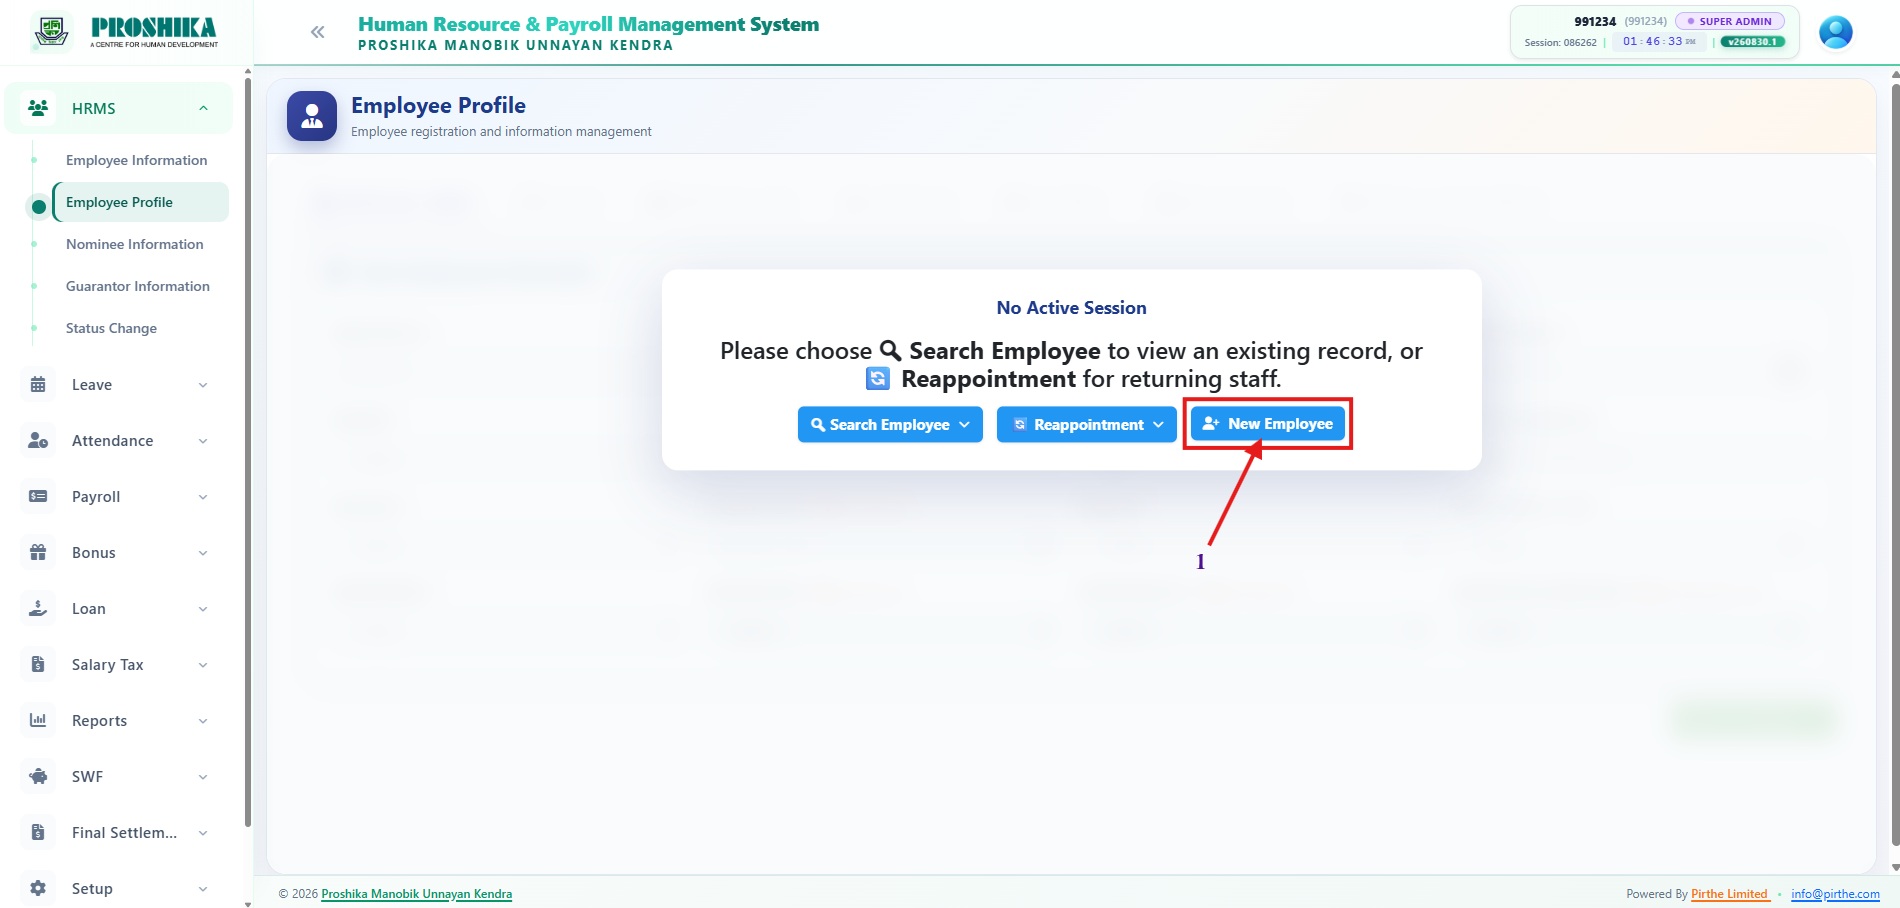 PROSHIKA
A CENTRE FOR HUMAN DEVELOPMENT
Human Resource & Payroll Management System
PROSHIKA MANOBIK UNNAYAN KENDRA
991234 (991234) SUPER ADMIN
Session: 086262 | 01:46:33 PM | v260830.1
HRMS
Employee Information
Employee Profile
Nominee Information
Guarantor Information
Status Change
Leave
Attendance
Payroll
Bonus
Loan
Salary Tax
Reports
SWF
Final Settlem...
Setup
Employee Profile
Employee registration and information management
No Active Session
Please choose Search Employee to view an existing record, or
Reappointment for returning staff.
Search Employee
Reappointment
New Employee
1
© 2026 Proshika Manobik Unnayan Kendra
Powered By Pirthe Limited • info@pirthe.com